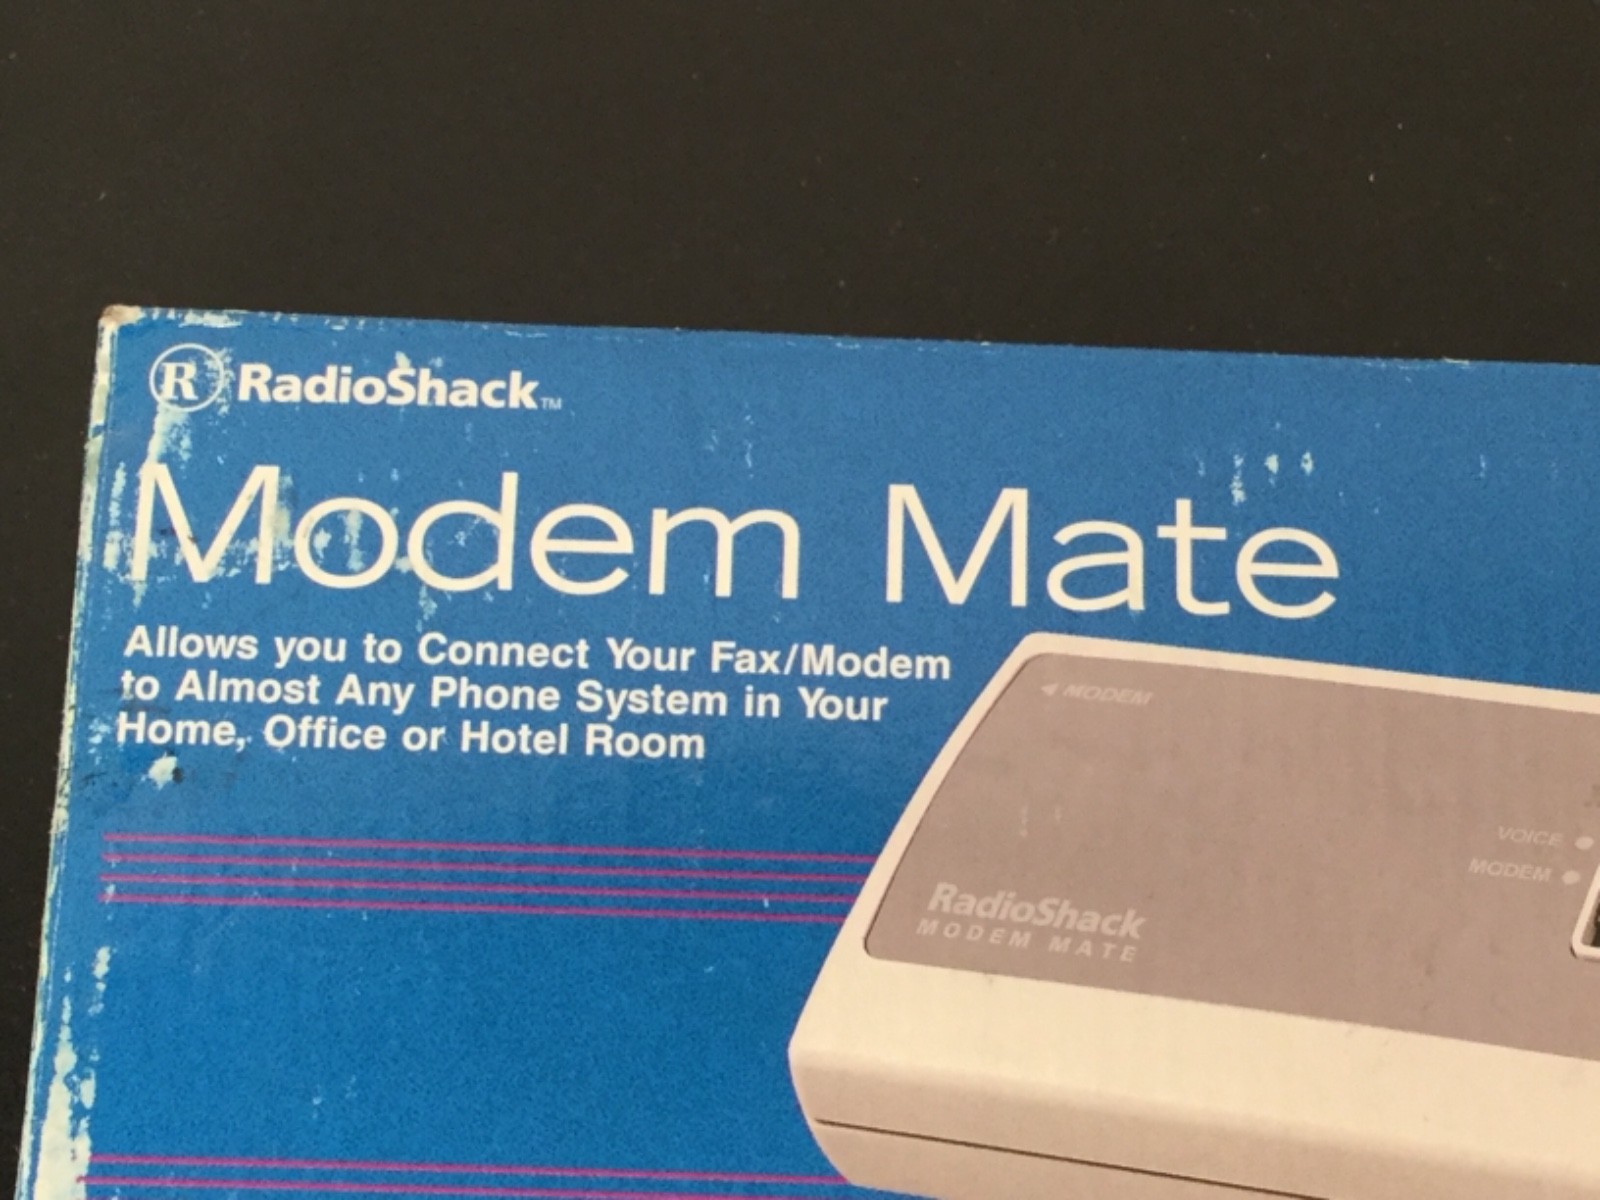 R RadioShack™
Modem Mate
Allows you to Connect Your Fax/Modem
to Almost Any Phone System in Your
Home, Office or Hotel Room
◀ MODEM
VOICE
MODEM
RadioShack
MODEM MATE